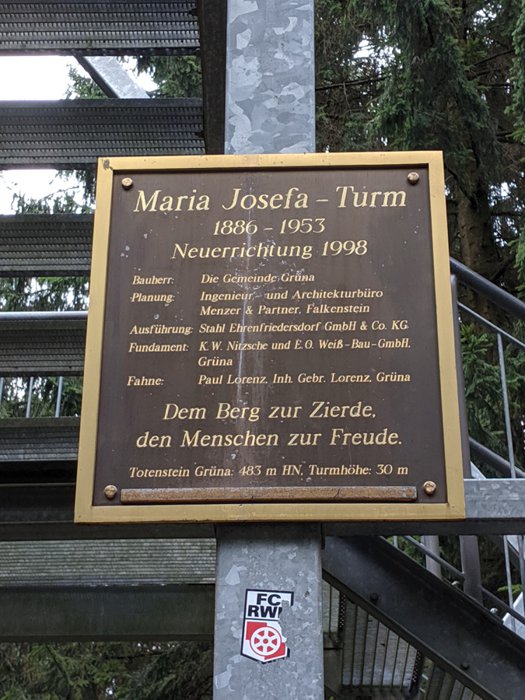 Maria Josefa – Turm
1886 – 1953
Neuerrichtung 1998
Bauherr: Die Gemeinde Grüna
Planung: Ingenieur – und Architekturbüro
Menzer & Partner, Falkenstein
Ausführung: Stahl Ehrenfriedersdorf GmbH & Co. KG
Fundament: K. W. Nitzsche und E.O. Weiß-Bau-GmbH,
Grüna
Fahne: Paul Lorenz, Inh. Gebr. Lorenz, Grüna
Dem Berg zur Zierde,
den Menschen zur Freude.
Totenstein Grüna: 483 m HN, Turmhöhe: 30 m
FC
RW